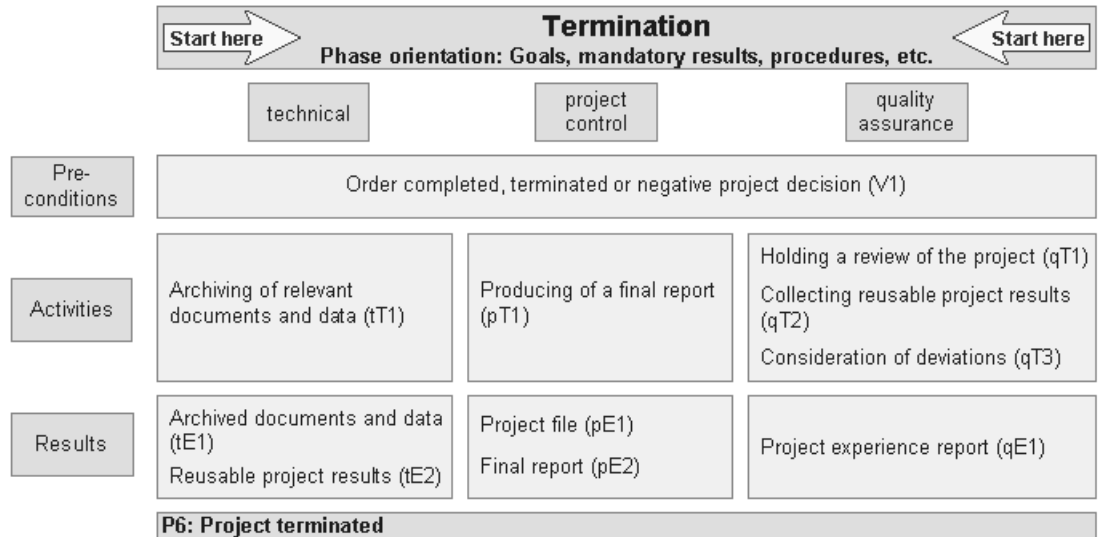 Termination
Start here
Start here
Phase orientation: Goals, mandatory results, procedures, etc.
technical
project
control
quality
assurance
Pre-
conditions
Order completed, terminated or negative project decision (V1)
Activities
Archiving of relevant
documents and data (tT1)
Producing of a final report
(pT1)
Holding a review of the project (qT1)
Collecting reusable project results
(qT2)
Consideration of deviations (qT3)
Results
Archived documents and data
(tE1)
Reusable project results (tE2)
Project file (pE1)
Final report (pE2)
Project experience report (qE1)
P6: Project terminated